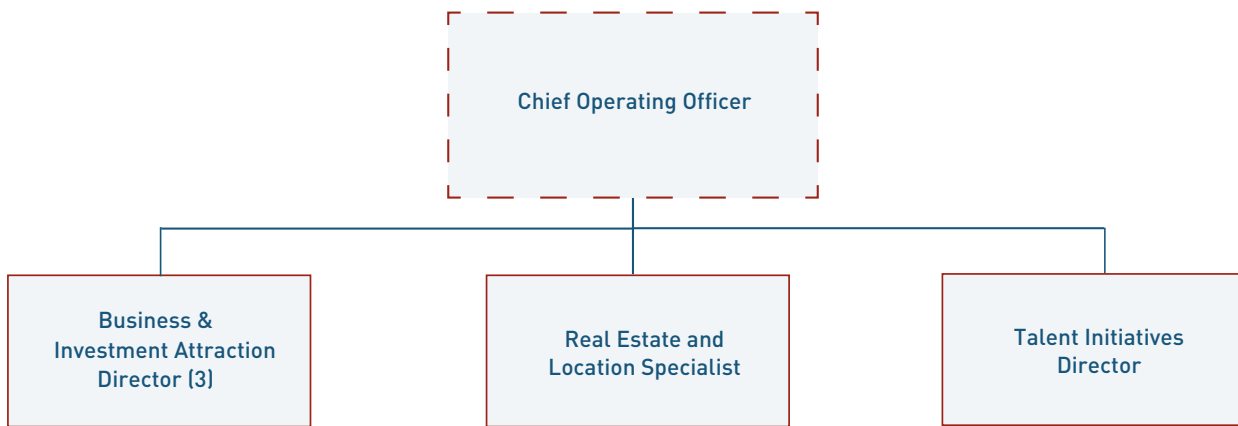 Chief Operating Officer
Business &
Investment Attraction
Director (3)
Real Estate and
Location Specialist
Talent Initiatives
Director